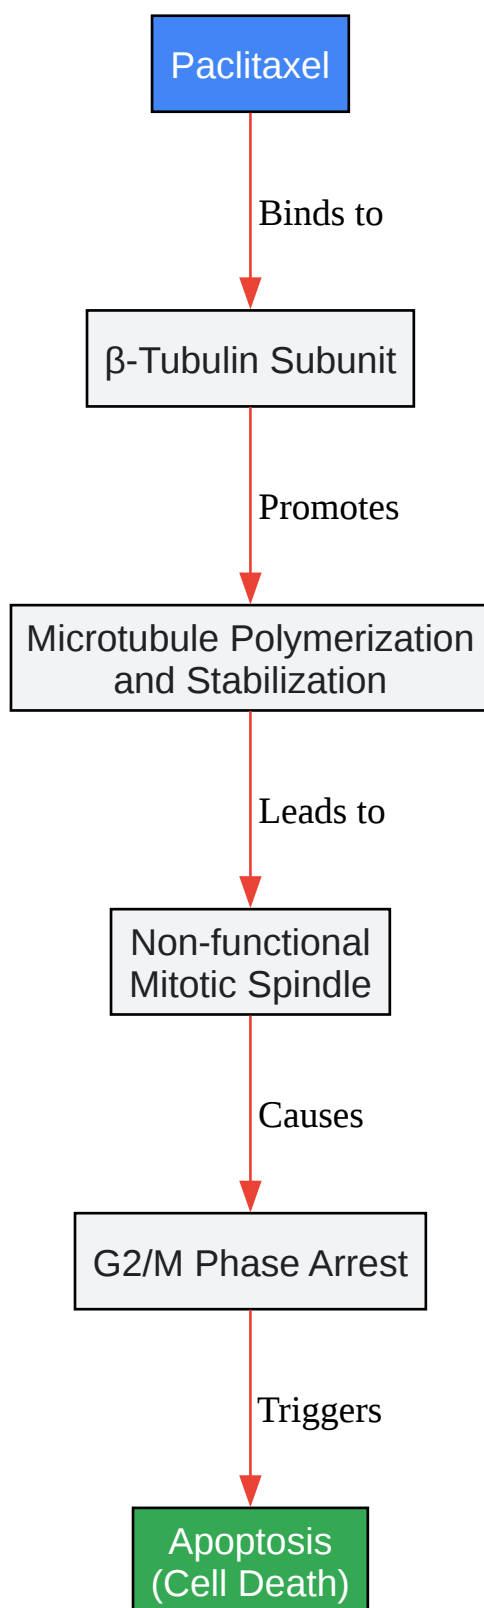 Paclitaxel
Binds to
β-Tubulin Subunit
Promotes
Microtubule Polymerization
and Stabilization
Leads to
Non-functional
Mitotic Spindle
Causes
G2/M Phase Arrest
Triggers
Apoptosis
(Cell Death)